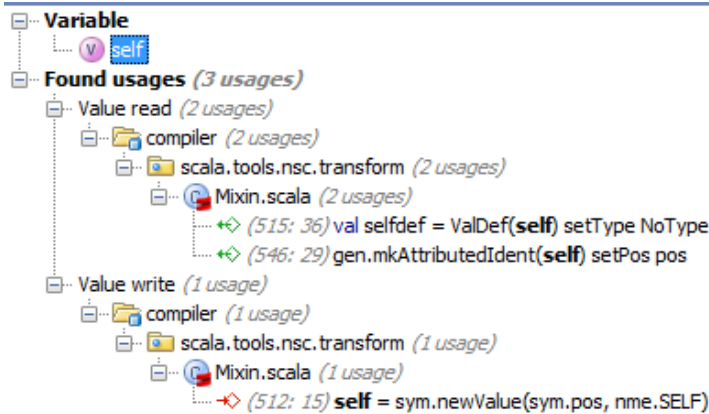 Variable
V self
Found usages (3 usages)
Value read (2 usages)
compiler (2 usages)
scala.tools.nsc.transform (2 usages)
C Mixin.scala (2 usages)
(515: 36) val selfdef = ValDef(self) setType NoType
(546: 29) gen.mkAttributedIdent(self) setPos pos
Value write (1 usage)
compiler (1 usage)
scala.tools.nsc.transform (1 usage)
C Mixin.scala (1 usage)
(512: 15) self = sym.newValue(sym.pos, nme.SELF)